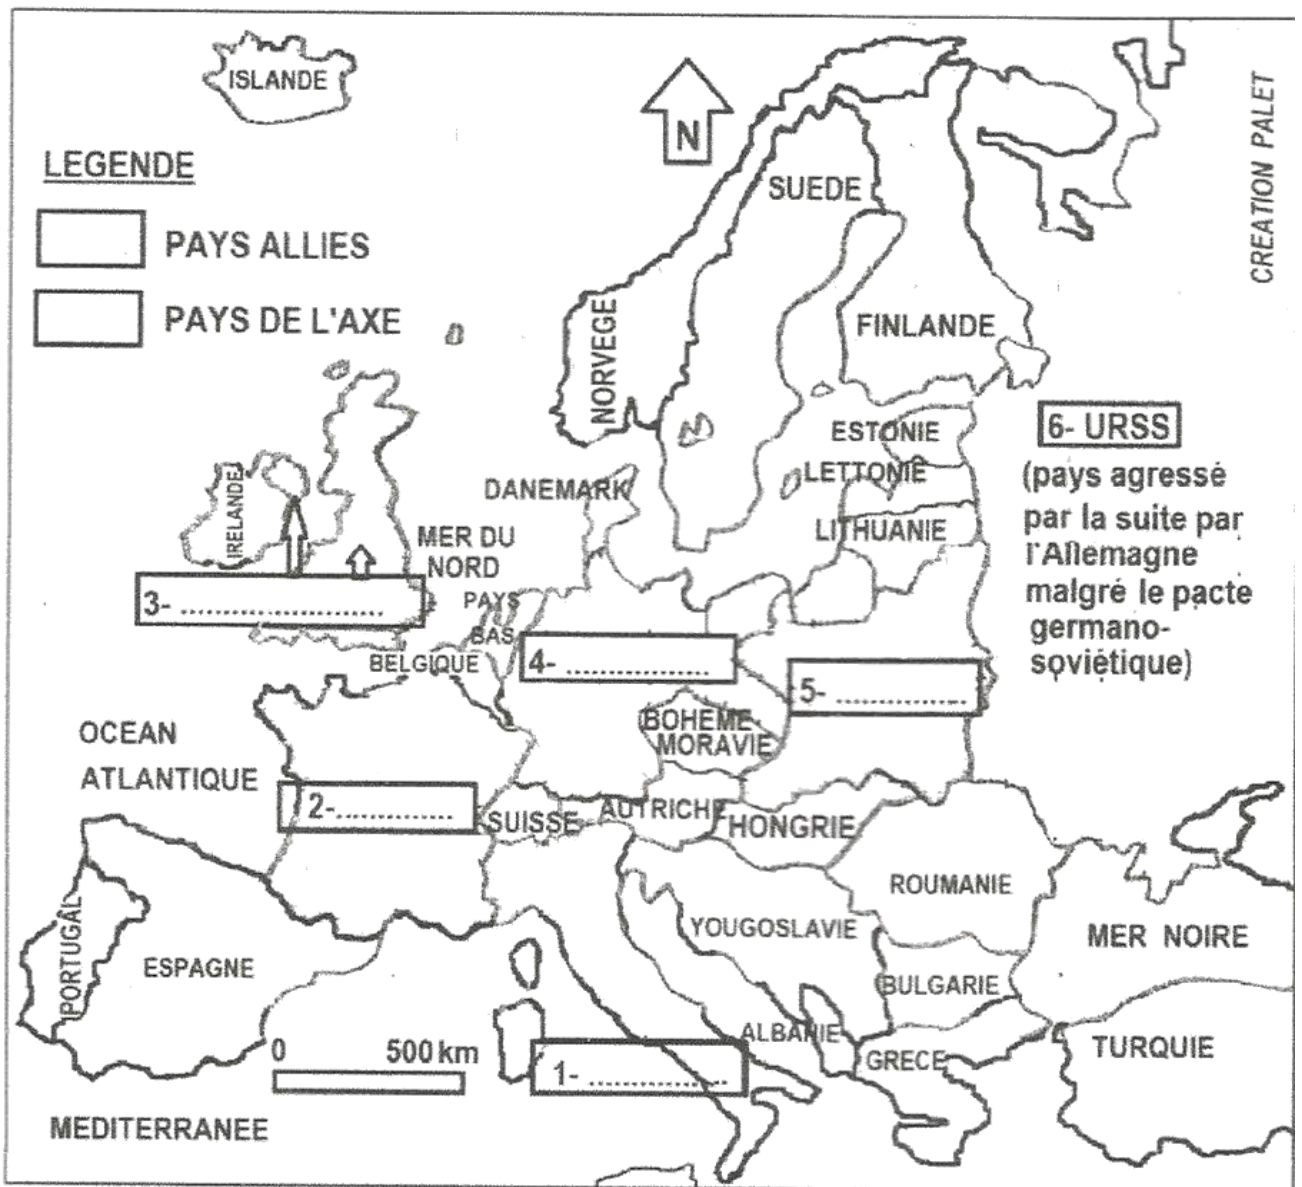 ISLANDE
N
CREATION PALET
LEGENDE
PAYS ALLIES
PAYS DE L'AXE
SUEDE
NORVEGE
FINLANDE
ESTONIE
6- URSS
(pays agressé
par la suite par
l'Allemagne
malgré le pacte
germano-
soviétique)
LETTONIE
DANEMARK
LITHUANIE
IRELANDE
MER DU
NORD
3- ......................
PAYS
BAS
BELGIQUE
4- ..................
5- ................
BOHEME
MORAVIE
OCEAN
ATLANTIQUE
2-..............
SUISSE
AUTRICHE
HONGRIE
ROUMANIE
PORTUGAL
ESPAGNE
YOUGOSLAVIE
MER NOIRE
BULGARIE
ALBANIE
GRECE
TURQUIE
0 500 km
1- .................
MEDITERRANEE